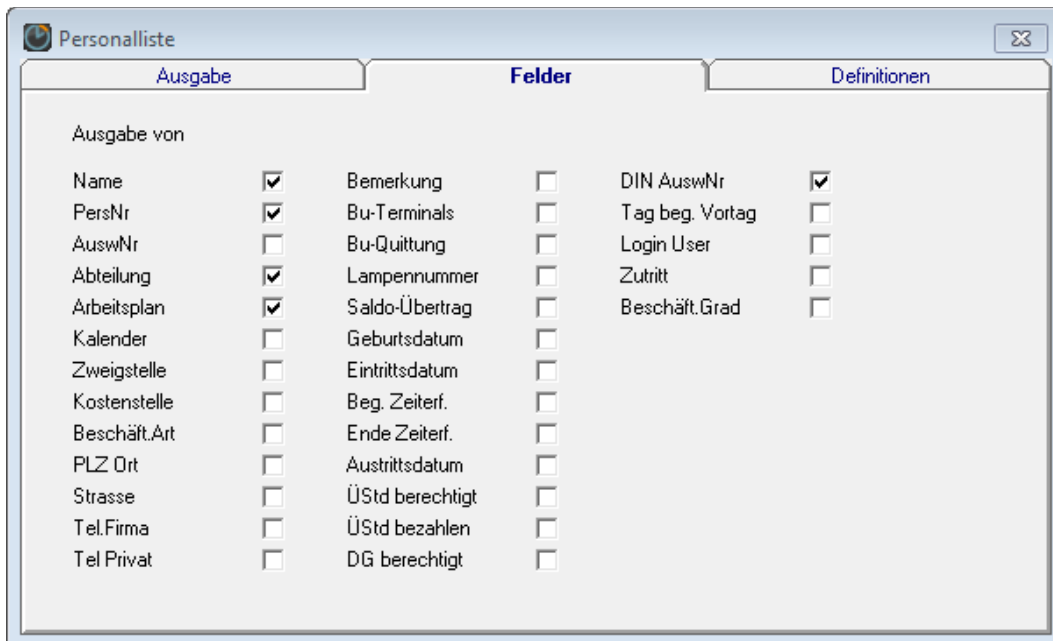 Personalliste
Ausgabe Felder Definitionen
Ausgabe von
Name Bemerkung DIN AuswNr
PersNr Bu-Terminals Tag beg. Vortag
AuswNr Bu-Quittung Login User
Abteilung Lampennummer Zutritt
Arbeitsplan Saldo-Übertrag Beschäft.Grad
Kalender Geburtsdatum
Zweigstelle Eintrittsdatum
Kostenstelle Beg. Zeiterf.
Beschäft.Art Ende Zeiterf.
PLZ Ort Austrittsdatum
Strasse ÜStd berechtigt
Tel.Firma ÜStd bezahlen
Tel Privat DG berechtigt